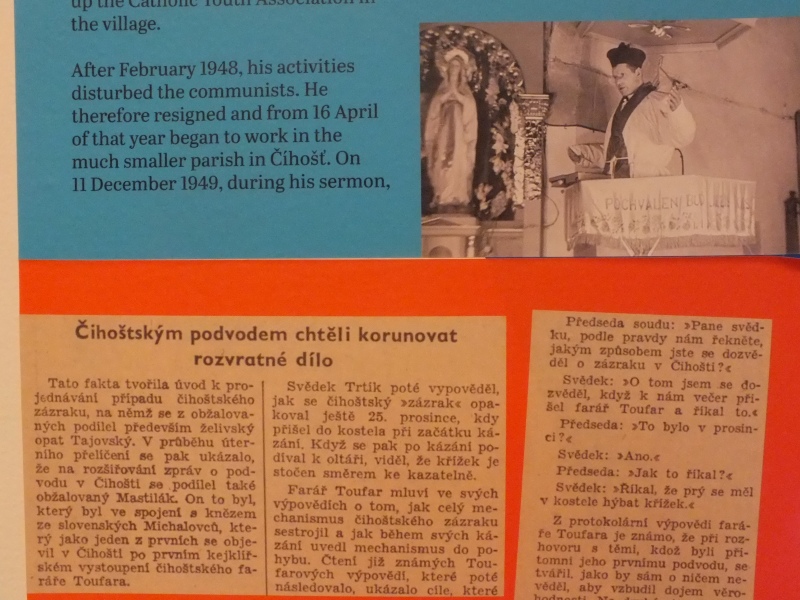 up the Catholic Youth Association in
the village.
After February 1948, his activities
disturbed the communists. He
therefore resigned and from 16 April
of that year began to work in the
much smaller parish in Číhošť. On
11 December 1949, during his sermon,
POCHVÁLEN BUĎ
Čihoštským podvodem chtěli korunovat
rozvratné dílo
Tato fakta tvořila úvod k pro-
jednávání případu čihoštského
zázraku, na němž se z obžalova-
ných podílel především želivský
opat Tajovský. V průběhu úter-
ního přelíčení se pak ukázalo,
že na rozšiřování zpráv o pod-
vodu v Čihošti se podílel také
obžalovaný Mastilák. On to byl,
který byl ve spojení s knězem
ze slovenských Michalovců, kte-
rý jako jeden z prvních se obje-
vil v Čihošti po prvním kejklíř-
ském vystoupení čihoštského fa-
ráře Toufara.
Svědek Trtík poté vypověděl,
jak se čihoštský »zázrak« opa-
koval ještě 25. prosince, kdy
přišel do kostela při začátku ká-
zání. Když se pak po kázání po-
díval k oltáři, viděl, že křížek je
stočen směrem ke kazatelně.
Farář Toufar mluví ve svých
výpovědích o tom, jak celý me-
chanismus čihoštského zázraku
sestrojil a jak během svých ká-
zání uvedl mechanismus do po-
hybu. Čtení již známých Tou-
farových výpovědí, které poté
následovalo, ukázalo cíle, které
Předseda soudu: »Pane svěd-
ku, podle pravdy nám řekněte,
jakým způsobem jste se dozvě-
děl o zázraku v Čihošti?«
Svědek: »O tom jsem se do-
zvěděl, když k nám večer při-
šel farář Toufar a říkal to.«
Předseda: »To bylo v prosin-
ci?«
Svědek: »Ano.«
Předseda: »Jak to říkal?«
Svědek: »Říkal, že prý se měl
v kostele hýbat křížek.«
Z protokolární výpovědi fará-
ře Toufara je známo, že při roz-
hovoru s těmi, kdož byli pří-
tomni jeho prvnímu podvodu, se
tvářil, jako by sám o ničem ne-
věděl, aby vzbudil dojem věro-